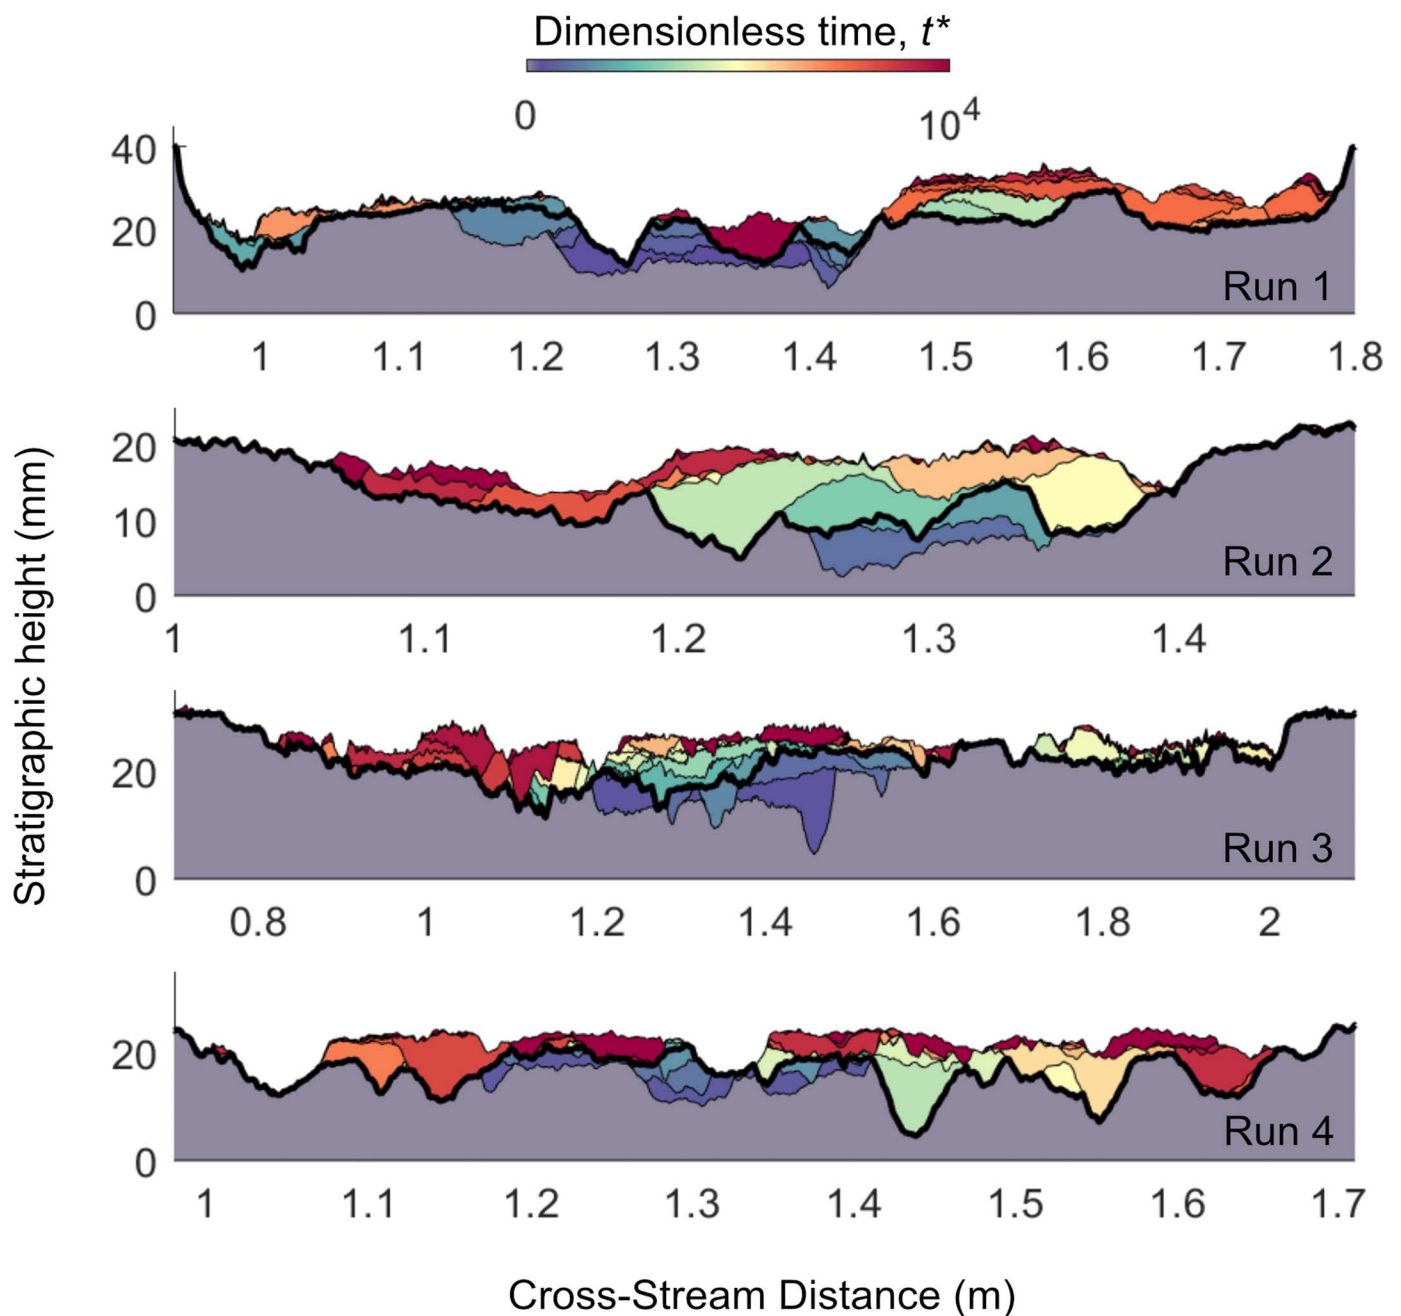 Dimensionless time, t*
0 10⁴
40
20
0
Run 1
1 1.1 1.2 1.3 1.4 1.5 1.6 1.7 1.8
Stratigraphic height (mm)
20
10
0
Run 2
1 1.1 1.2 1.3 1.4
20
0
Run 3
0.8 1 1.2 1.4 1.6 1.8 2
20
0
Run 4
1 1.1 1.2 1.3 1.4 1.5 1.6 1.7
Cross-Stream Distance (m)